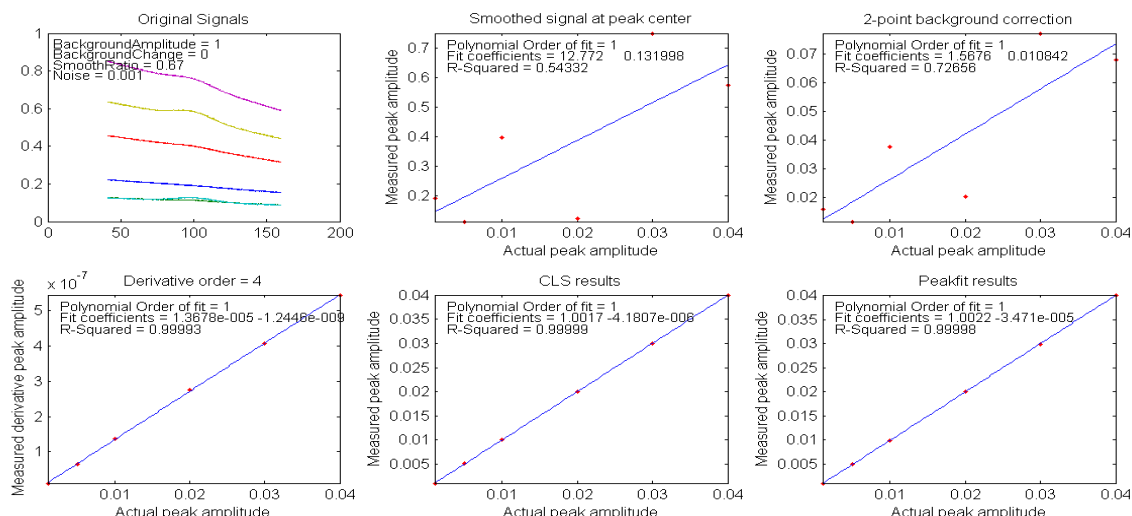 Original Signals
BackgroundAmplitude = 1
BackgroundChange = 0
SmoothRatio = 0.67
Noise = 0.001
1
0.8
0.6
0.4
0.2
0
0 50 100 150 200
Smoothed signal at peak center
Polynomial Order of fit = 1
Fit coefficients = 12.772 0.131998
R-Squared = 0.54332
Measured peak amplitude
0.7
0.6
0.5
0.4
0.3
0.2
0.01 0.02 0.03 0.04
Actual peak amplitude
2-point background correction
Polynomial Order of fit = 1
Fit coefficients = 1.5676 0.010842
R-Squared = 0.72656
Measured peak amplitude
0.07
0.06
0.05
0.04
0.03
0.02
0.01 0.02 0.03 0.04
Actual peak amplitude
Derivative order = 4
x 10-7
Polynomial Order of fit = 1
Fit coefficients = 1.3678e-005 -1.2446e-009
R-Squared = 0.99993
Measured derivative peak amplitude
5
4
3
2
1
0.01 0.02 0.03 0.04
Actual peak amplitude
CLS results
Polynomial Order of fit = 1
Fit coefficients = 1.0017 -4.1807e-006
R-Squared = 0.99999
Measured peak amplitude
0.04
0.035
0.03
0.025
0.02
0.015
0.01
0.005
0.01 0.02 0.03 0.04
Actual peak amplitude
Peakfit results
Polynomial Order of fit = 1
Fit coefficients = 1.0022 -3.471e-005
R-Squared = 0.99998
Measured peak amplitude
0.04
0.035
0.03
0.025
0.02
0.015
0.01
0.005
0.01 0.02 0.03 0.04
Actual peak amplitude